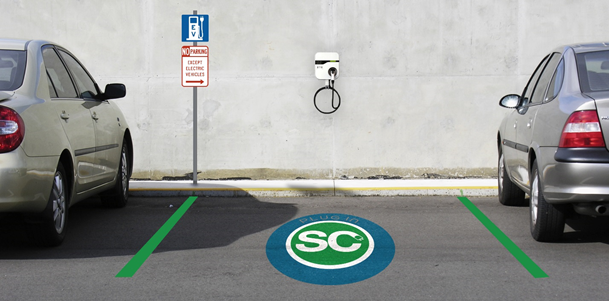 EV
NO PARKING
EXCEPT
ELECTRIC
VEHICLES
PLUG IN
SC